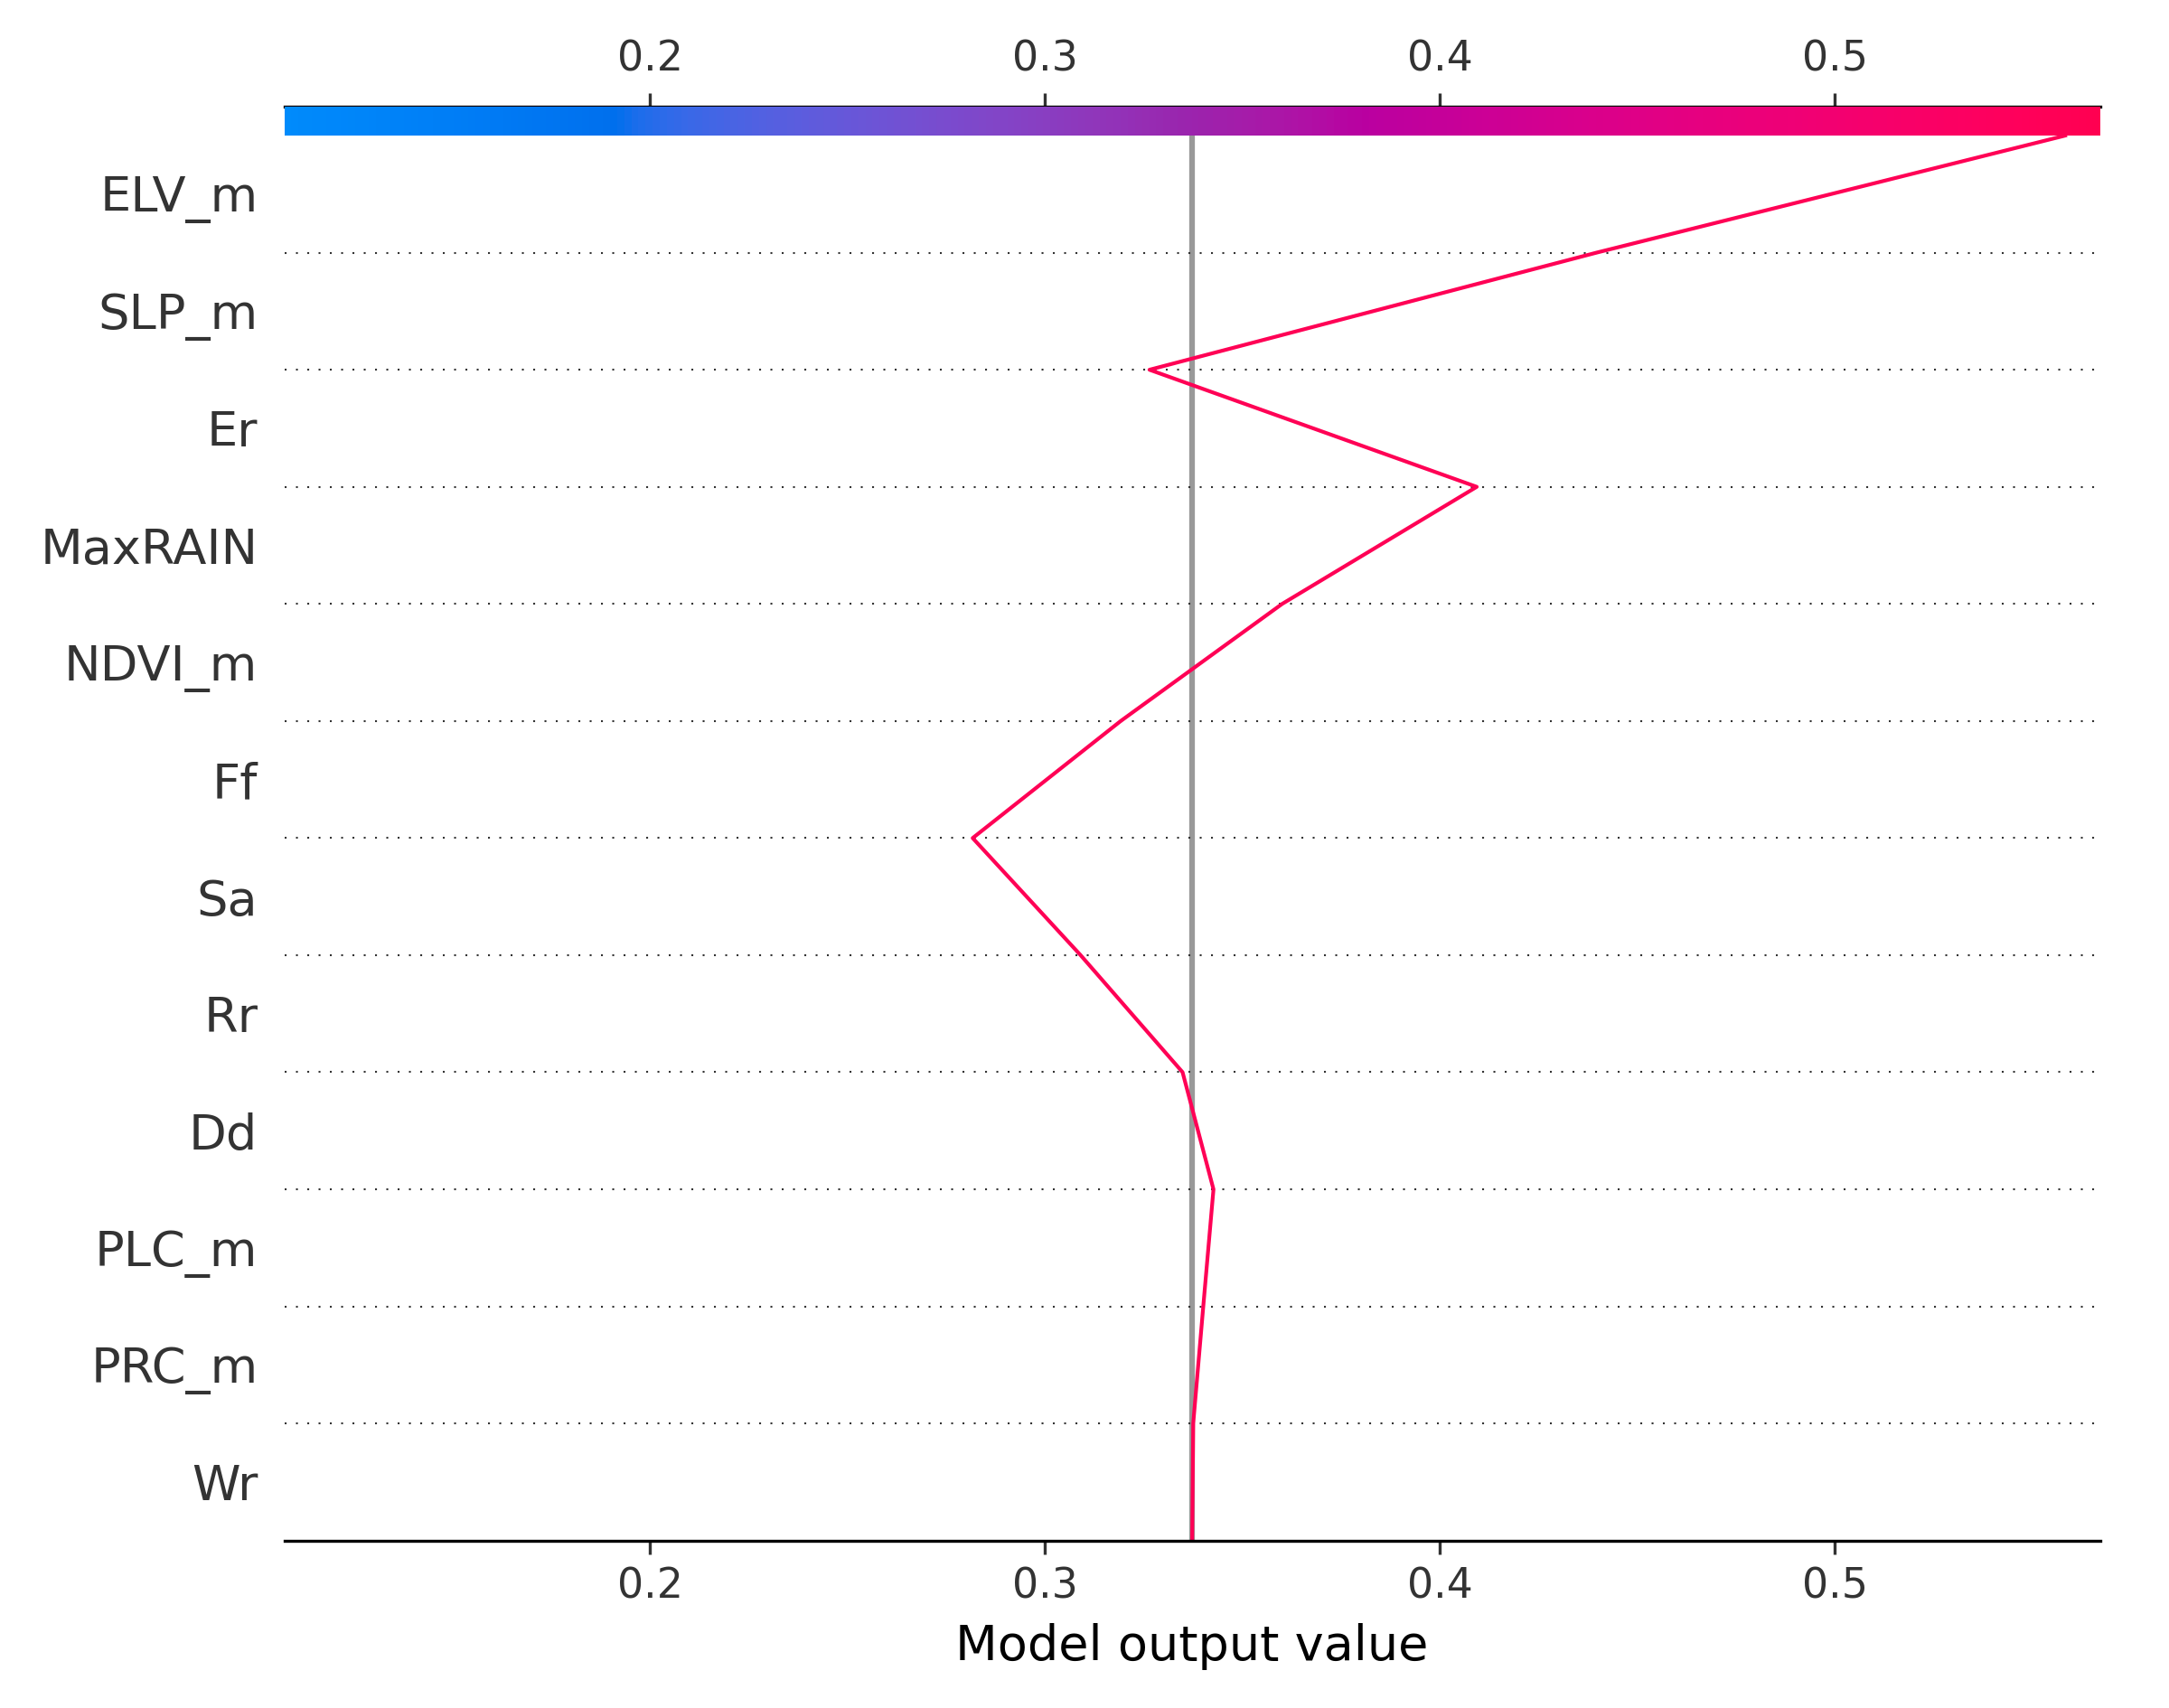 0.2 0.3 0.4 0.5
ELV_m
SLP_m
Er
MaxRAIN
NDVI_m
Ff
Sa
Rr
Dd
PLC_m
PRC_m
Wr
0.2 0.3 0.4 0.5
Model output value